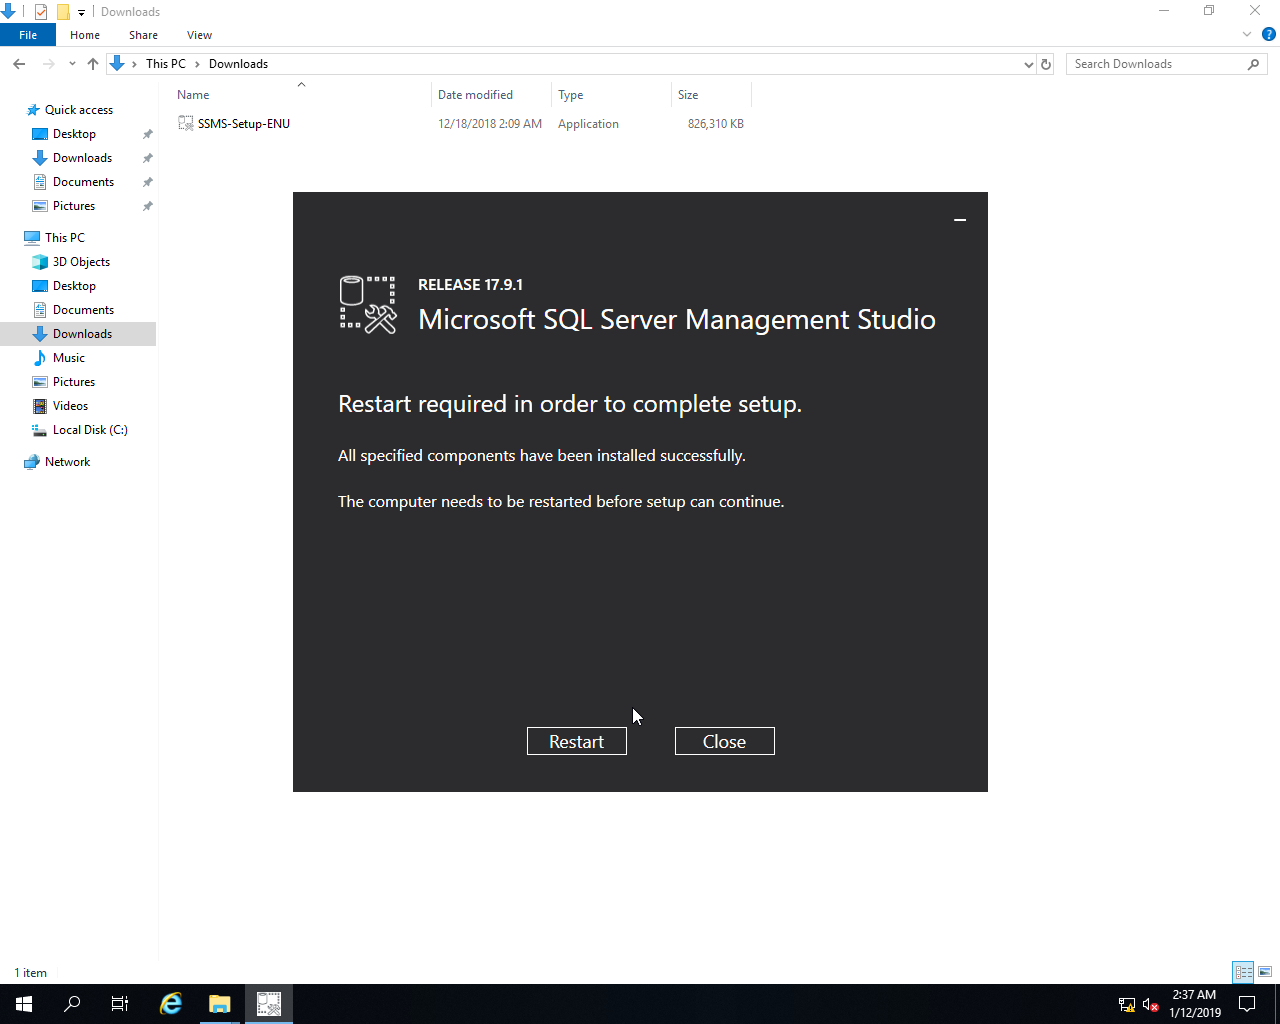 Downloads
File Home Share View
This PC Downloads
Search Downloads
Name Date modified Type Size
SSMS-Setup-ENU 12/18/2018 2:09 AM Application 826,310 KB
Quick access
Desktop
Downloads
Documents
Pictures
This PC
3D Objects
Desktop
Documents
Downloads
Music
Pictures
Videos
Local Disk (C:)
Network
RELEASE 17.9.1
Microsoft SQL Server Management Studio
Restart required in order to complete setup.
All specified components have been installed successfully.
The computer needs to be restarted before setup can continue.
Restart Close
1 item
2:37 AM
1/12/2019